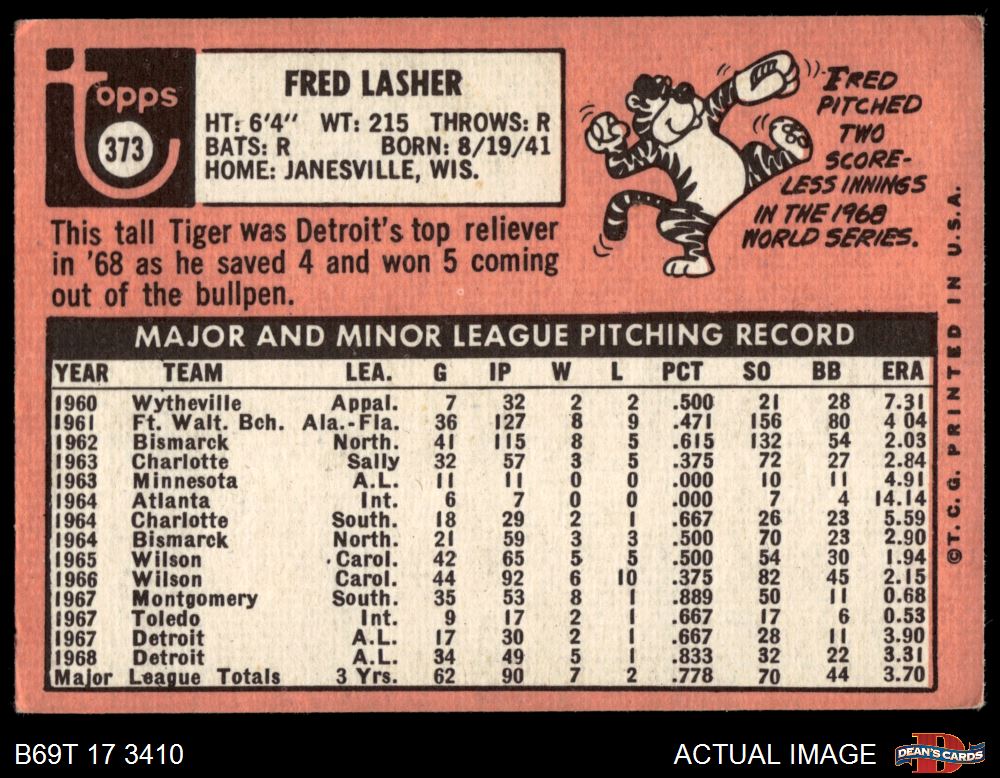 Topps
373
FRED LASHER
HT: 6'4" WT: 215 THROWS: R
BATS: R BORN: 8/19/41
HOME: JANESVILLE, WIS.
FRED
PITCHED
TWO
SCORE-
LESS INNINGS
IN THE 1968
WORLD SERIES.
This tall Tiger was Detroit's top reliever
in '68 as he saved 4 and won 5 coming
out of the bullpen.
MAJOR AND MINOR LEAGUE PITCHING RECORD
YEAR TEAM LEA. G IP W L PCT SO BB ERA
1960 Wytheville Appal. 7 32 2 2 .500 21 28 7.31
1961 Ft. Walt. Bch. Ala.-Fla. 36 127 8 9 .471 156 80 4 04
1962 Bismarck North. 41 115 8 5 .615 132 54 2.03
1963 Charlotte Sally 32 57 3 5 .375 72 27 2.84
1963 Minnesota A.L. 11 11 0 0 .000 10 11 4.91
1964 Atlanta Int. 6 7 0 0 .000 7 4 14.14
1964 Charlotte South. 18 29 2 1 .667 26 23 5.59
1964 Bismarck North. 21 59 3 3 .500 70 23 2.90
1965 Wilson Carol. 42 65 5 5 .500 54 30 1.94
1966 Wilson Carol. 44 92 6 10 .375 82 45 2.15
1967 Montgomery South. 35 53 8 1 .889 50 11 0.68
1967 Toledo Int. 9 17 2 1 .667 17 6 0.53
1967 Detroit A.L. 17 30 2 1 .667 28 11 3.90
1968 Detroit A.L. 34 49 5 1 .833 32 22 3.31
Major League Totals 3 Yrs. 62 90 7 2 .778 70 44 3.70
©T.C.G. PRINTED IN U.S.A.
B69T 17 3410
ACTUAL IMAGE
D
DEAN'S CARDS